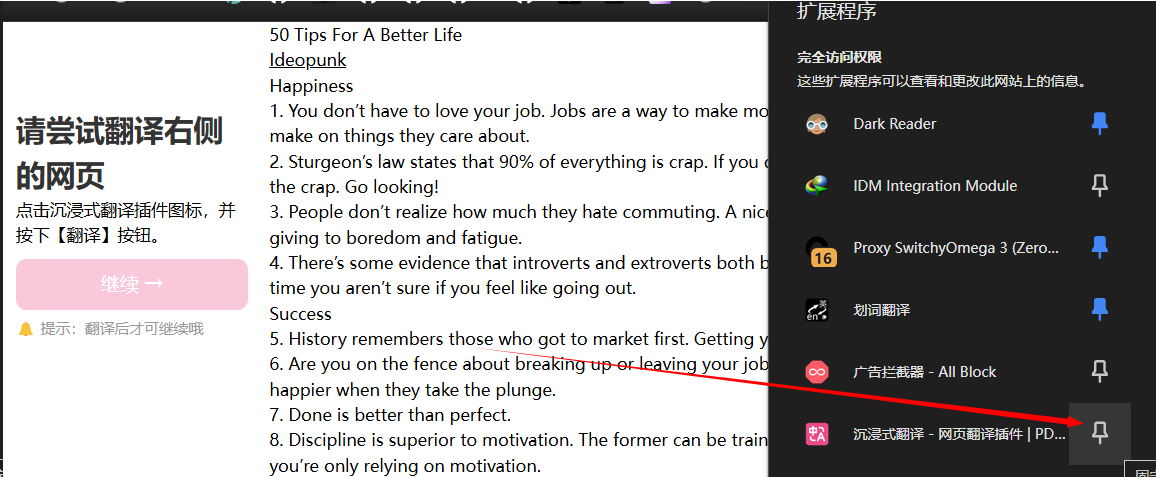 请尝试翻译右侧
的网页
点击沉浸式翻译插件图标，并
按下【翻译】按钮。
继续 →
提示：翻译后才可继续哦
50 Tips For A Better Life
Ideopunk
Happiness
1. You don’t have to love your job. Jobs are a way to make
make on things they care about.
2. Sturgeon’s law states that 90% of everything is crap. If you
the crap. Go looking!
3. People don’t realize how much they hate commuting. A
giving to boredom and fatigue.
4. There’s some evidence that introverts and extroverts both
time you aren’t sure if you feel like going out.
Success
5. History remembers those who got to market first. Getting
6. Are you on the fence about breaking up or leaving your job
happier when they take the plunge.
7. Done is better than perfect.
8. Discipline is superior to motivation. The former can be
you’re only relying on motivation.
扩展程序
完全访问权限
这些扩展程序可以查看和更改此网站上的信息。
Dark Reader
IDM Integration Module
16
Proxy SwitchyOmega 3 (Zero...
英
en
划词翻译
广告拦截器 - All Block
中A
沉浸式翻译 - 网页翻译插件 | PD...